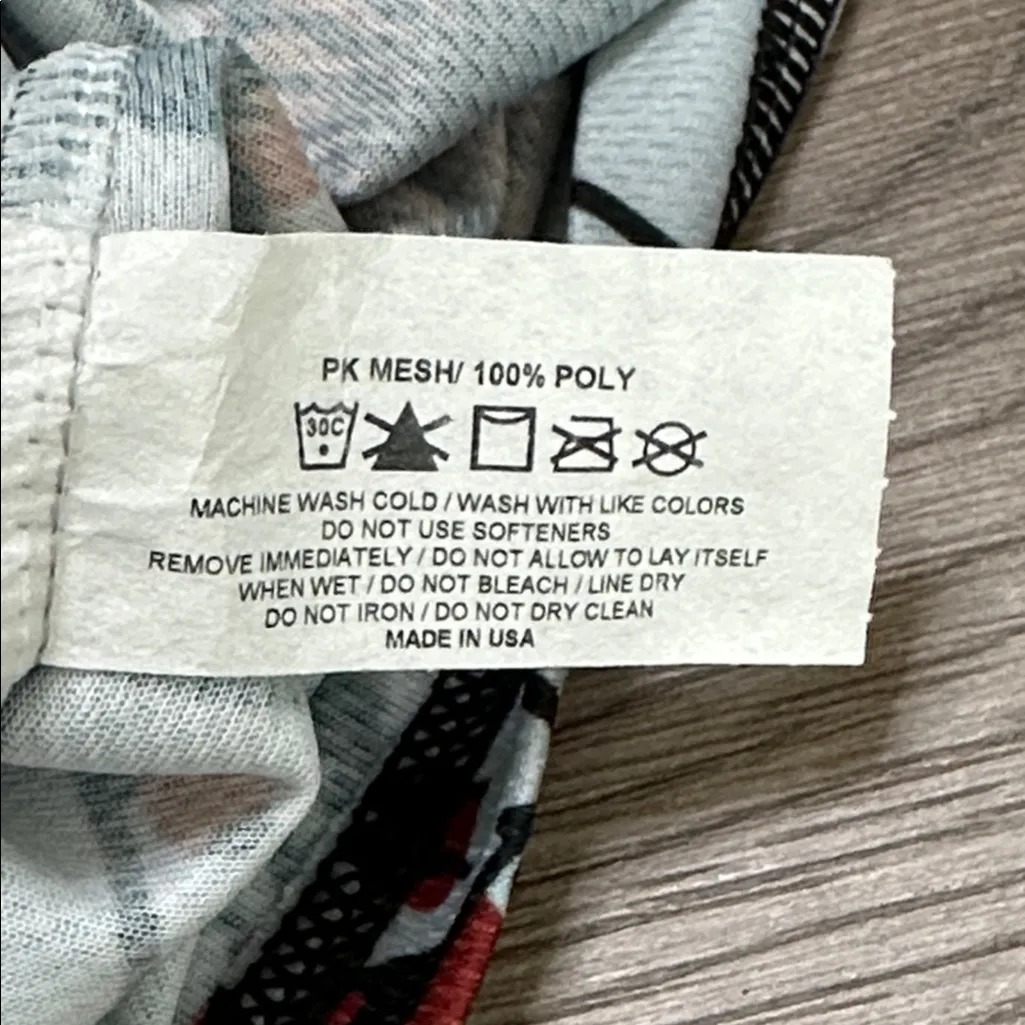 PK MESH/ 100% POLY
30C
MACHINE WASH COLD / WASH WITH LIKE COLORS
DO NOT USE SOFTENERS
REMOVE IMMEDIATELY / DO NOT ALLOW TO LAY ITSELF
WHEN WET / DO NOT BLEACH / LINE DRY
DO NOT IRON / DO NOT DRY CLEAN
MADE IN USA